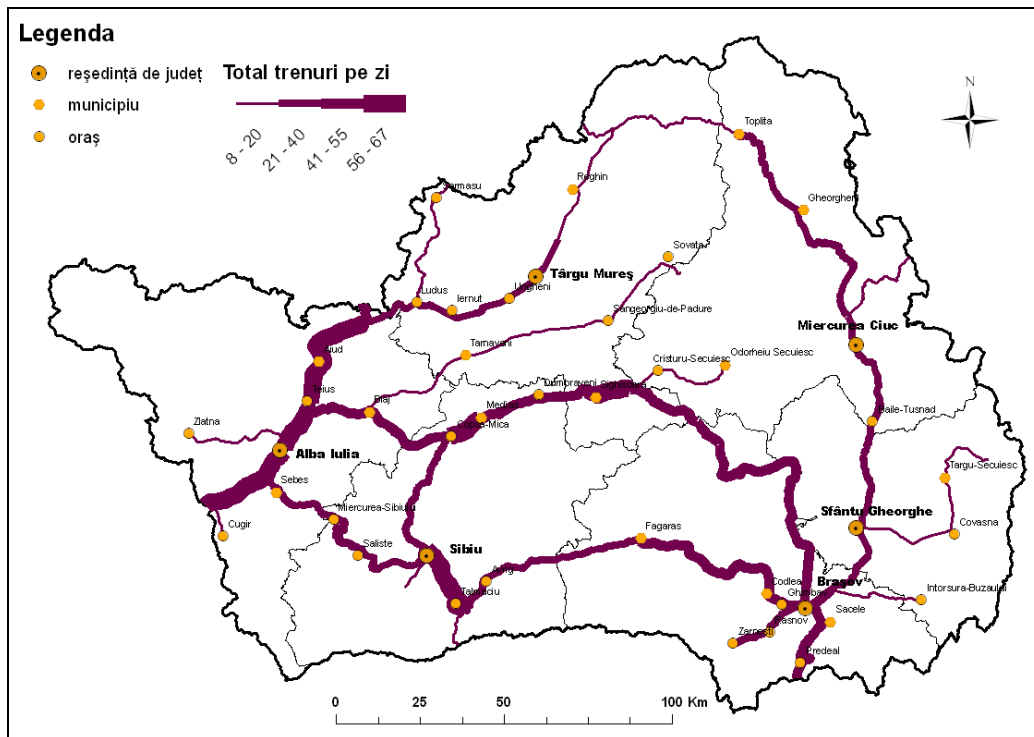 Legenda
reședință de județ
municipiu
oraș
Total trenuri pe zi
8 - 20
21 - 40
41 - 55
56 - 67
N
Toplita
Sarmasu
Reghin
Gheorgheni
Sovata
Târgu Mureş
Ludus
Iernut
Ungheni
Sangeorgiu-de-Padure
Miercurea Ciuc
Tarnaveni
Cristuru-Secuiesc
Odorheiu Secuiesc
Aiud
Dumbraveni
Sighisoara
Teius
Blaj
Medias
Copsa-Mica
Baile-Tusnad
Zlatna
Alba Iulia
Targu-Secuiesc
Sebes
Miercurea-Sibiului
Sfântu Gheorghe
Cugir
Fagaras
Covasna
Saliste
Sibiu
Avrig
Codlea
Braşov
Talmaciu
Ghimbav
Intorsura-Buzaului
Sacele
Rasnov
Zarnesti
Predeal
0 25 50 100 Km